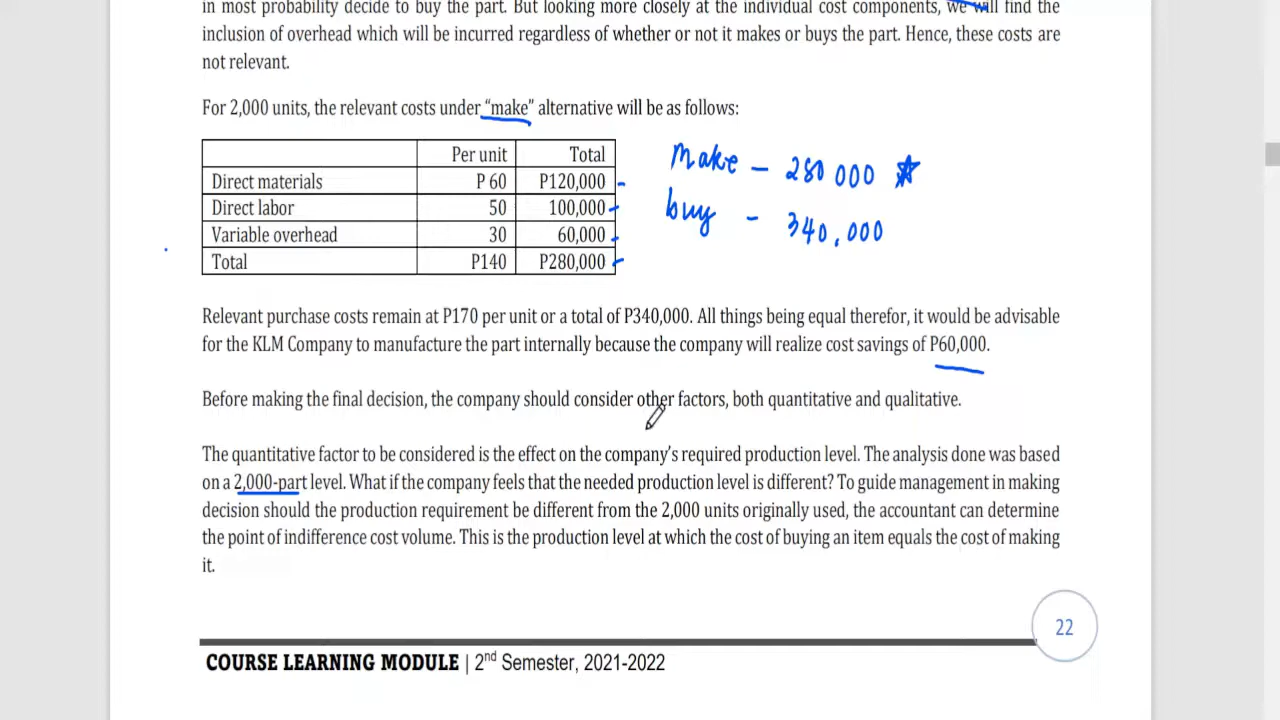 in most probability decide to buy the part. But looking more closely at the individual cost components, we will find the
inclusion of overhead which will be incurred regardless of whether or not it makes or buys the part. Hence, these costs are
not relevant.
For 2,000 units, the relevant costs under “make” alternative will be as follows:
Per unit Total
Direct materials P 60 P120,000
Direct labor 50 100,000
Variable overhead 30 60,000
Total P140 P280,000
Make - 280 000
buy - 340,000
Relevant purchase costs remain at P170 per unit or a total of P340,000. All things being equal therefor, it would be advisable
for the KLM Company to manufacture the part internally because the company will realize cost savings of P60,000.
Before making the final decision, the company should consider other factors, both quantitative and qualitative.
The quantitative factor to be considered is the effect on the company’s required production level. The analysis done was based
on a 2,000-part level. What if the company feels that the needed production level is different? To guide management in making
decision should the production requirement be different from the 2,000 units originally used, the accountant can determine
the point of indifference cost volume. This is the production level at which the cost of buying an item equals the cost of making
it.
22
COURSE LEARNING MODULE | 2nd Semester, 2021-2022